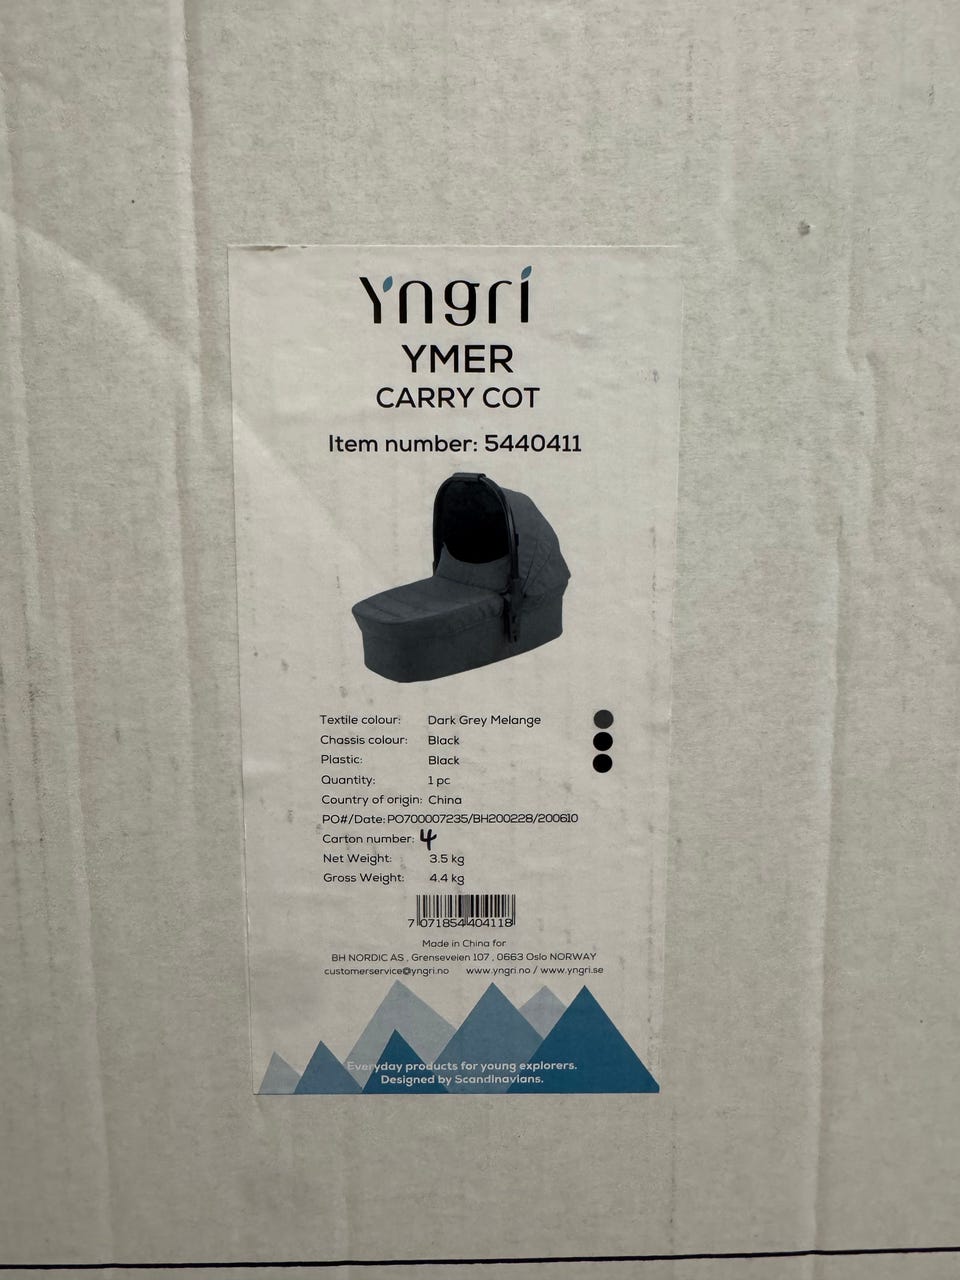 Yngri
YMER
CARRY COT
Item number: 5440411
Textile colour: Dark Grey Melange
Chassis colour: Black
Plastic: Black
Quantity: 1 pc
Country of origin: China
PO#/Date: PO700007235/BH200228/200610
Carton number: 4
Net Weight: 3.5 kg
Gross Weight: 4.4 kg
7 071854 404118
Made in China for
BH NORDIC AS , Grenseveien 107 , 0663 Oslo NORWAY
customerservice@yngri.no www.yngri.no / www.yngri.se
Everyday products for young explorers.
Designed by Scandinavians.